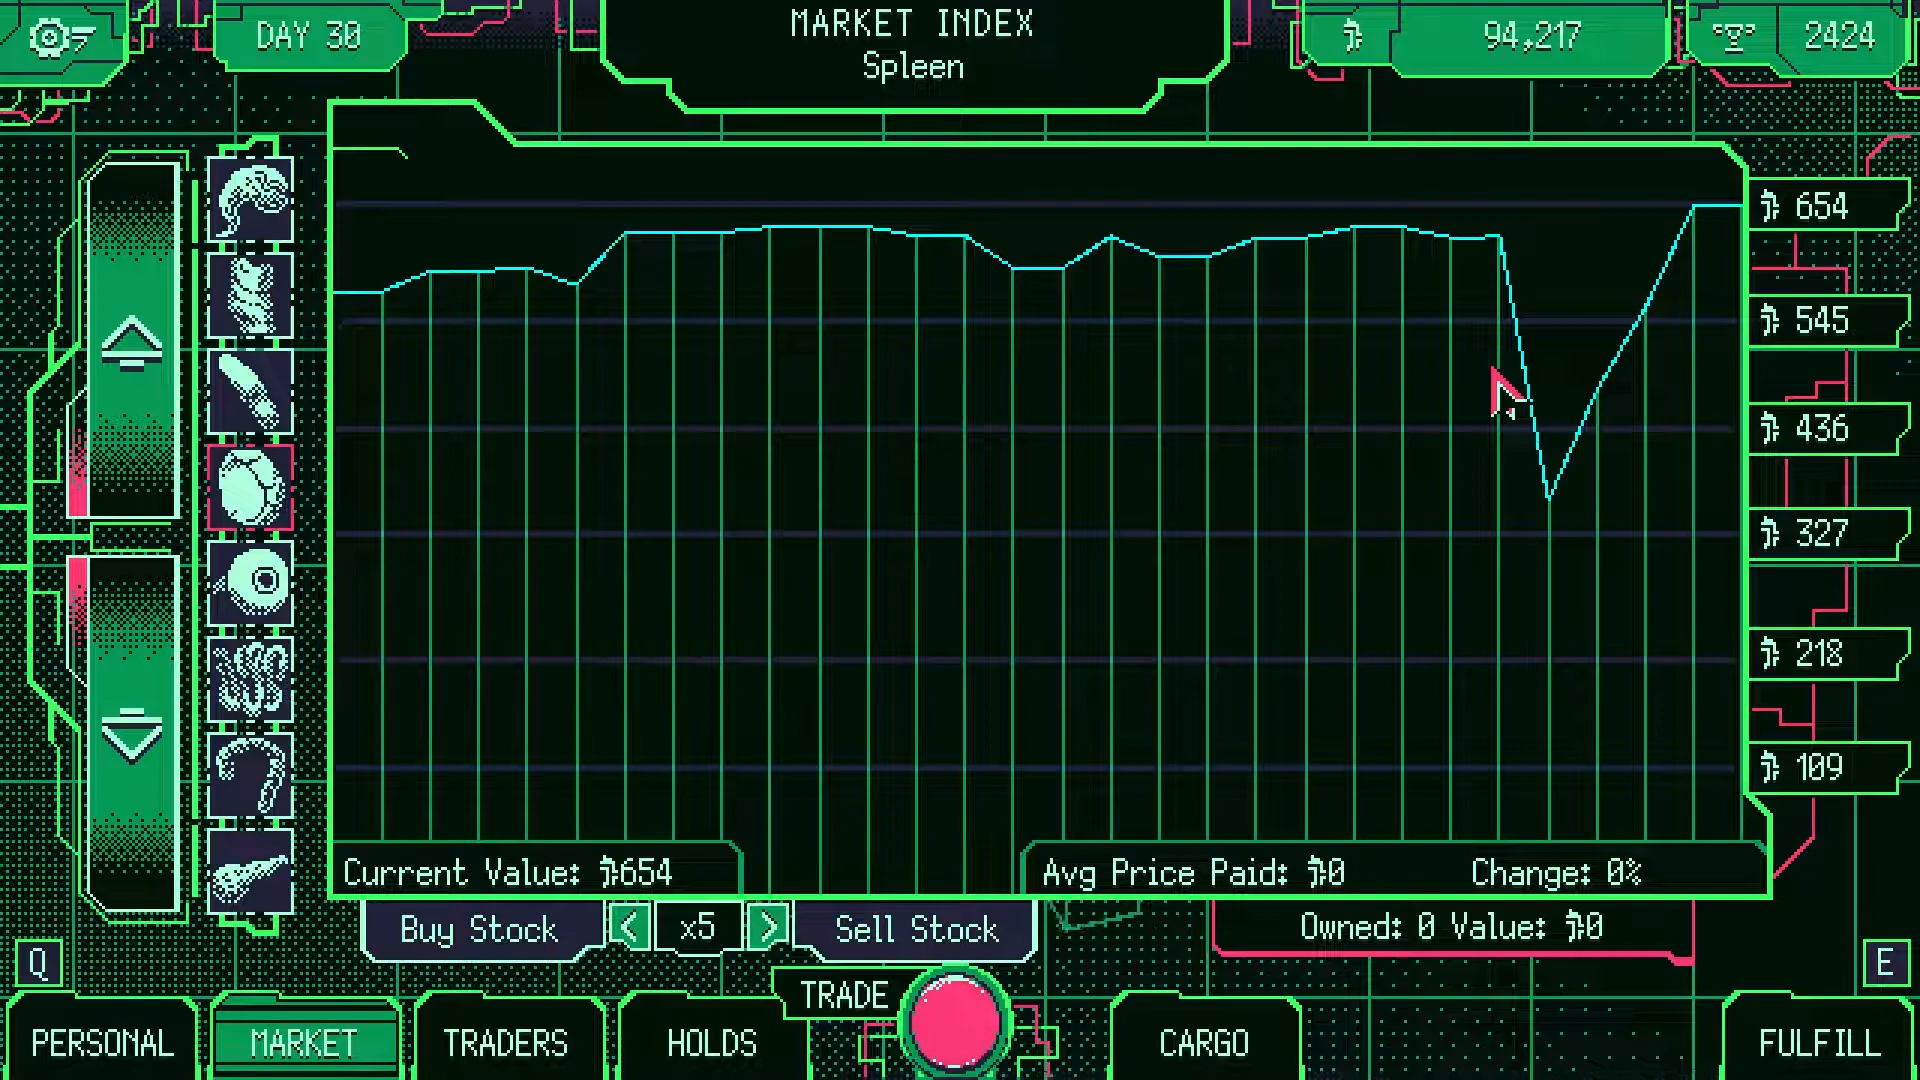 DAY 30
MARKET INDEX
Spleen
94,217
2424
654
545
436
327
218
109
Current Value: 654
Avg Price Paid: 0
Change: 0%
Buy Stock
x5
Sell Stock
Owned: 0 Value: 0
Q
E
TRADE
PERSONAL
MARKET
TRADERS
HOLDS
CARGO
FULFILL